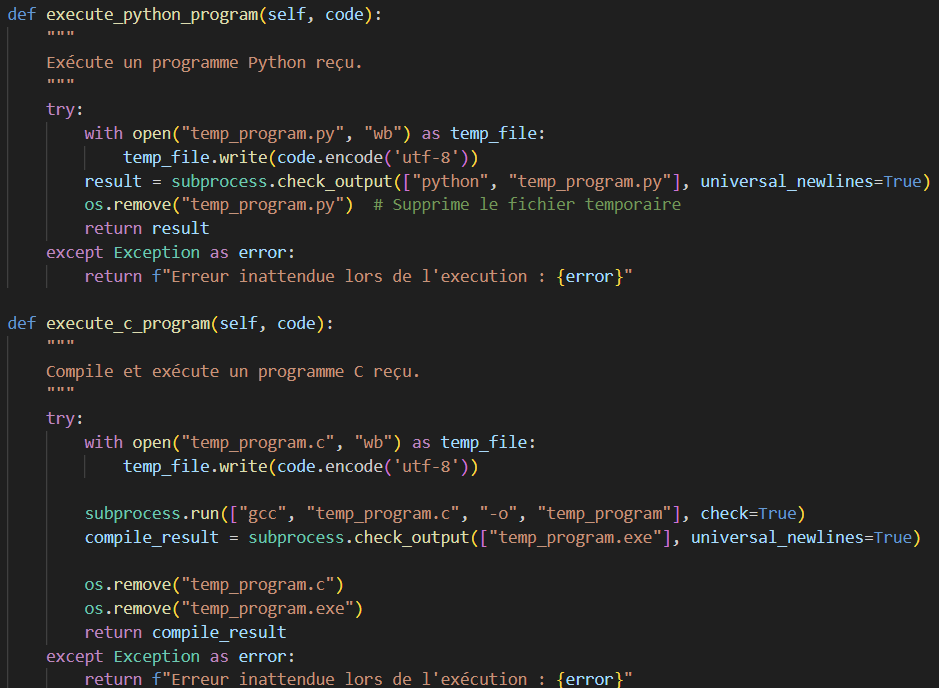 def execute_python_program(self, code):
    """
    Exécute un programme Python reçu.
    """
    try:
        with open("temp_program.py", "wb") as temp_file:
            temp_file.write(code.encode('utf-8'))
        result = subprocess.check_output(["python", "temp_program.py"], universal_newlines=True)
        os.remove("temp_program.py")  # Supprime le fichier temporaire
        return result
    except Exception as error:
        return f"Erreur inattendue lors de l'execution : {error}"

def execute_c_program(self, code):
    """
    Compile et exécute un programme C reçu.
    """
    try:
        with open("temp_program.c", "wb") as temp_file:
            temp_file.write(code.encode('utf-8'))

        subprocess.run(["gcc", "temp_program.c", "-o", "temp_program"], check=True)
        compile_result = subprocess.check_output(["temp_program.exe"], universal_newlines=True)

        os.remove("temp_program.c")
        os.remove("temp_program.exe")
        return compile_result
    except Exception as error:
        return f"Erreur inattendue lors de l'exécution : {error}"